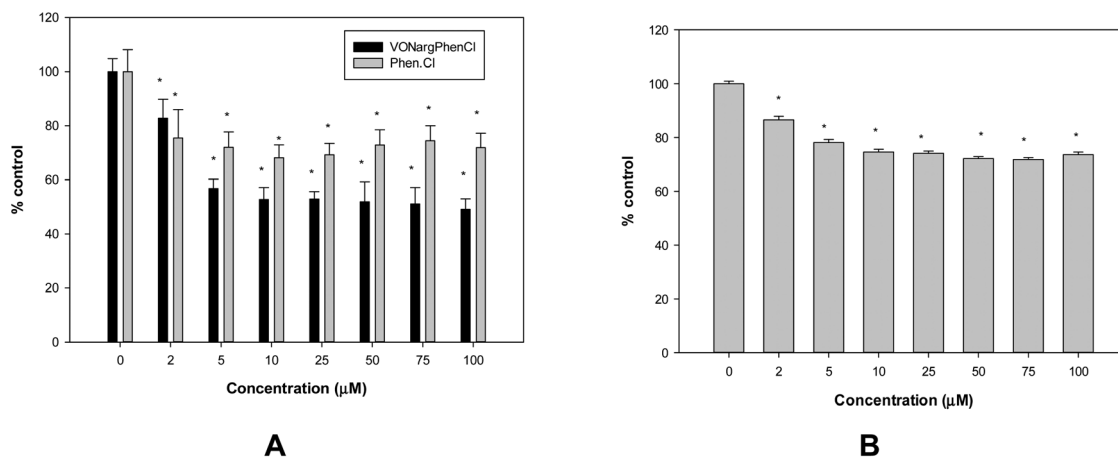 120
100
80
60
40
20
0
% control
VONargPhenCl
Phen.Cl
* * * * * * * * * * * * * *
0 2 5 10 25 50 75 100
Concentration (μM)
A
120
100
80
60
40
20
0
% control
* * * * * * *
0 2 5 10 25 50 75 100
Concentration (μM)
B